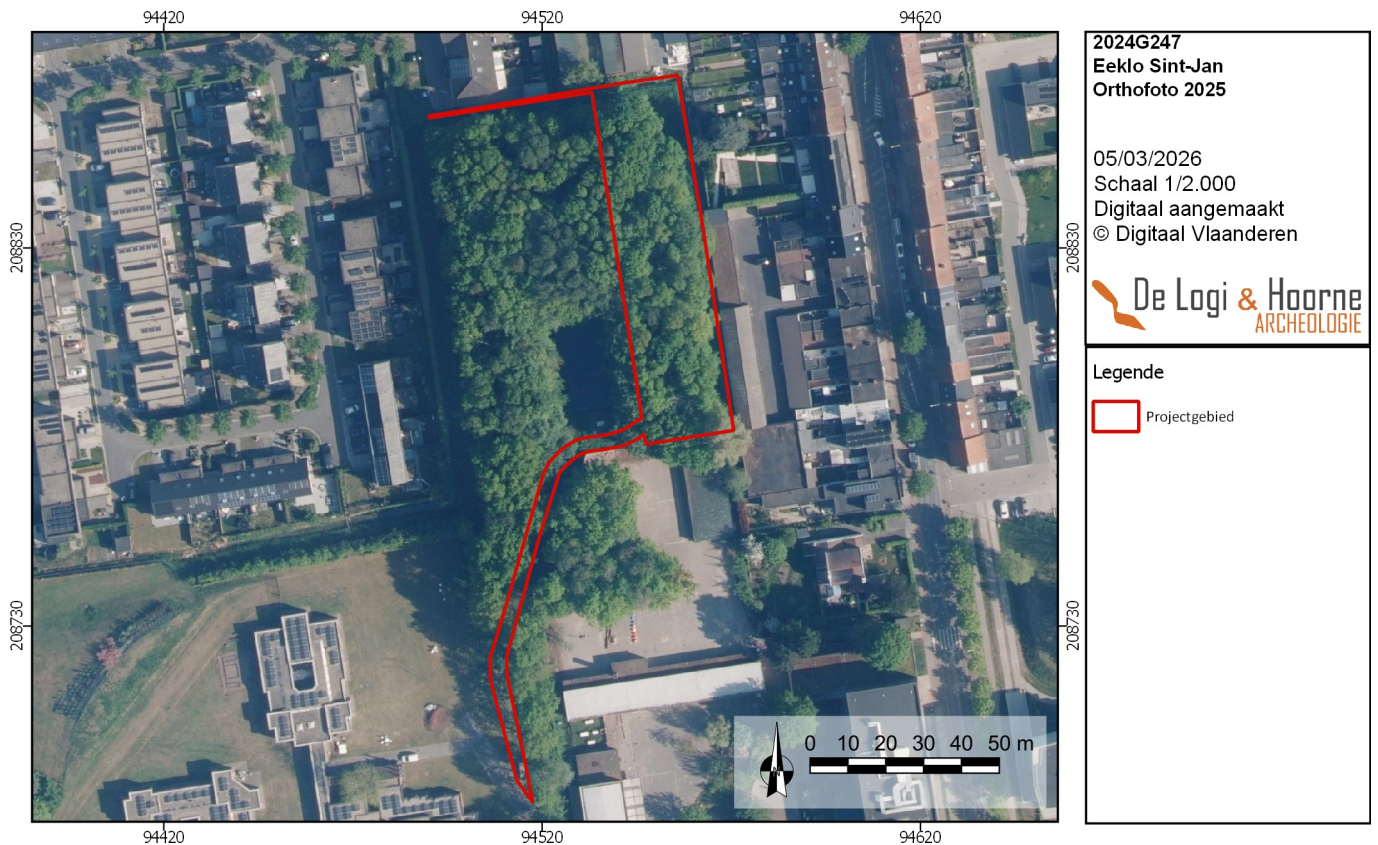 94420
94520
94620
208830
208830
208730
208730
94420
94520
94620
N
0 10 20 30 40 50 m
2024G247
Eeklo Sint-Jan
Orthofoto 2025
05/03/2026
Schaal 1/2.000
Digitaal aangemaakt
© Digitaal Vlaanderen
De Logi & Hoorne
ARCHEOLOGIE
Legende
Projectgebied